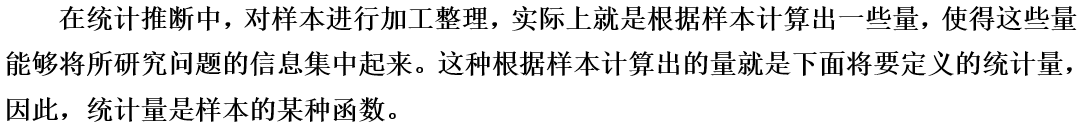 在统计推断中，对样本进行加工整理，实际上就是根据样本计算出一些量，使得这些量
能够将所研究问题的信息集中起来。这种根据样本计算出的量就是下面将要定义的统计量，
因此，统计量是样本的某种函数。